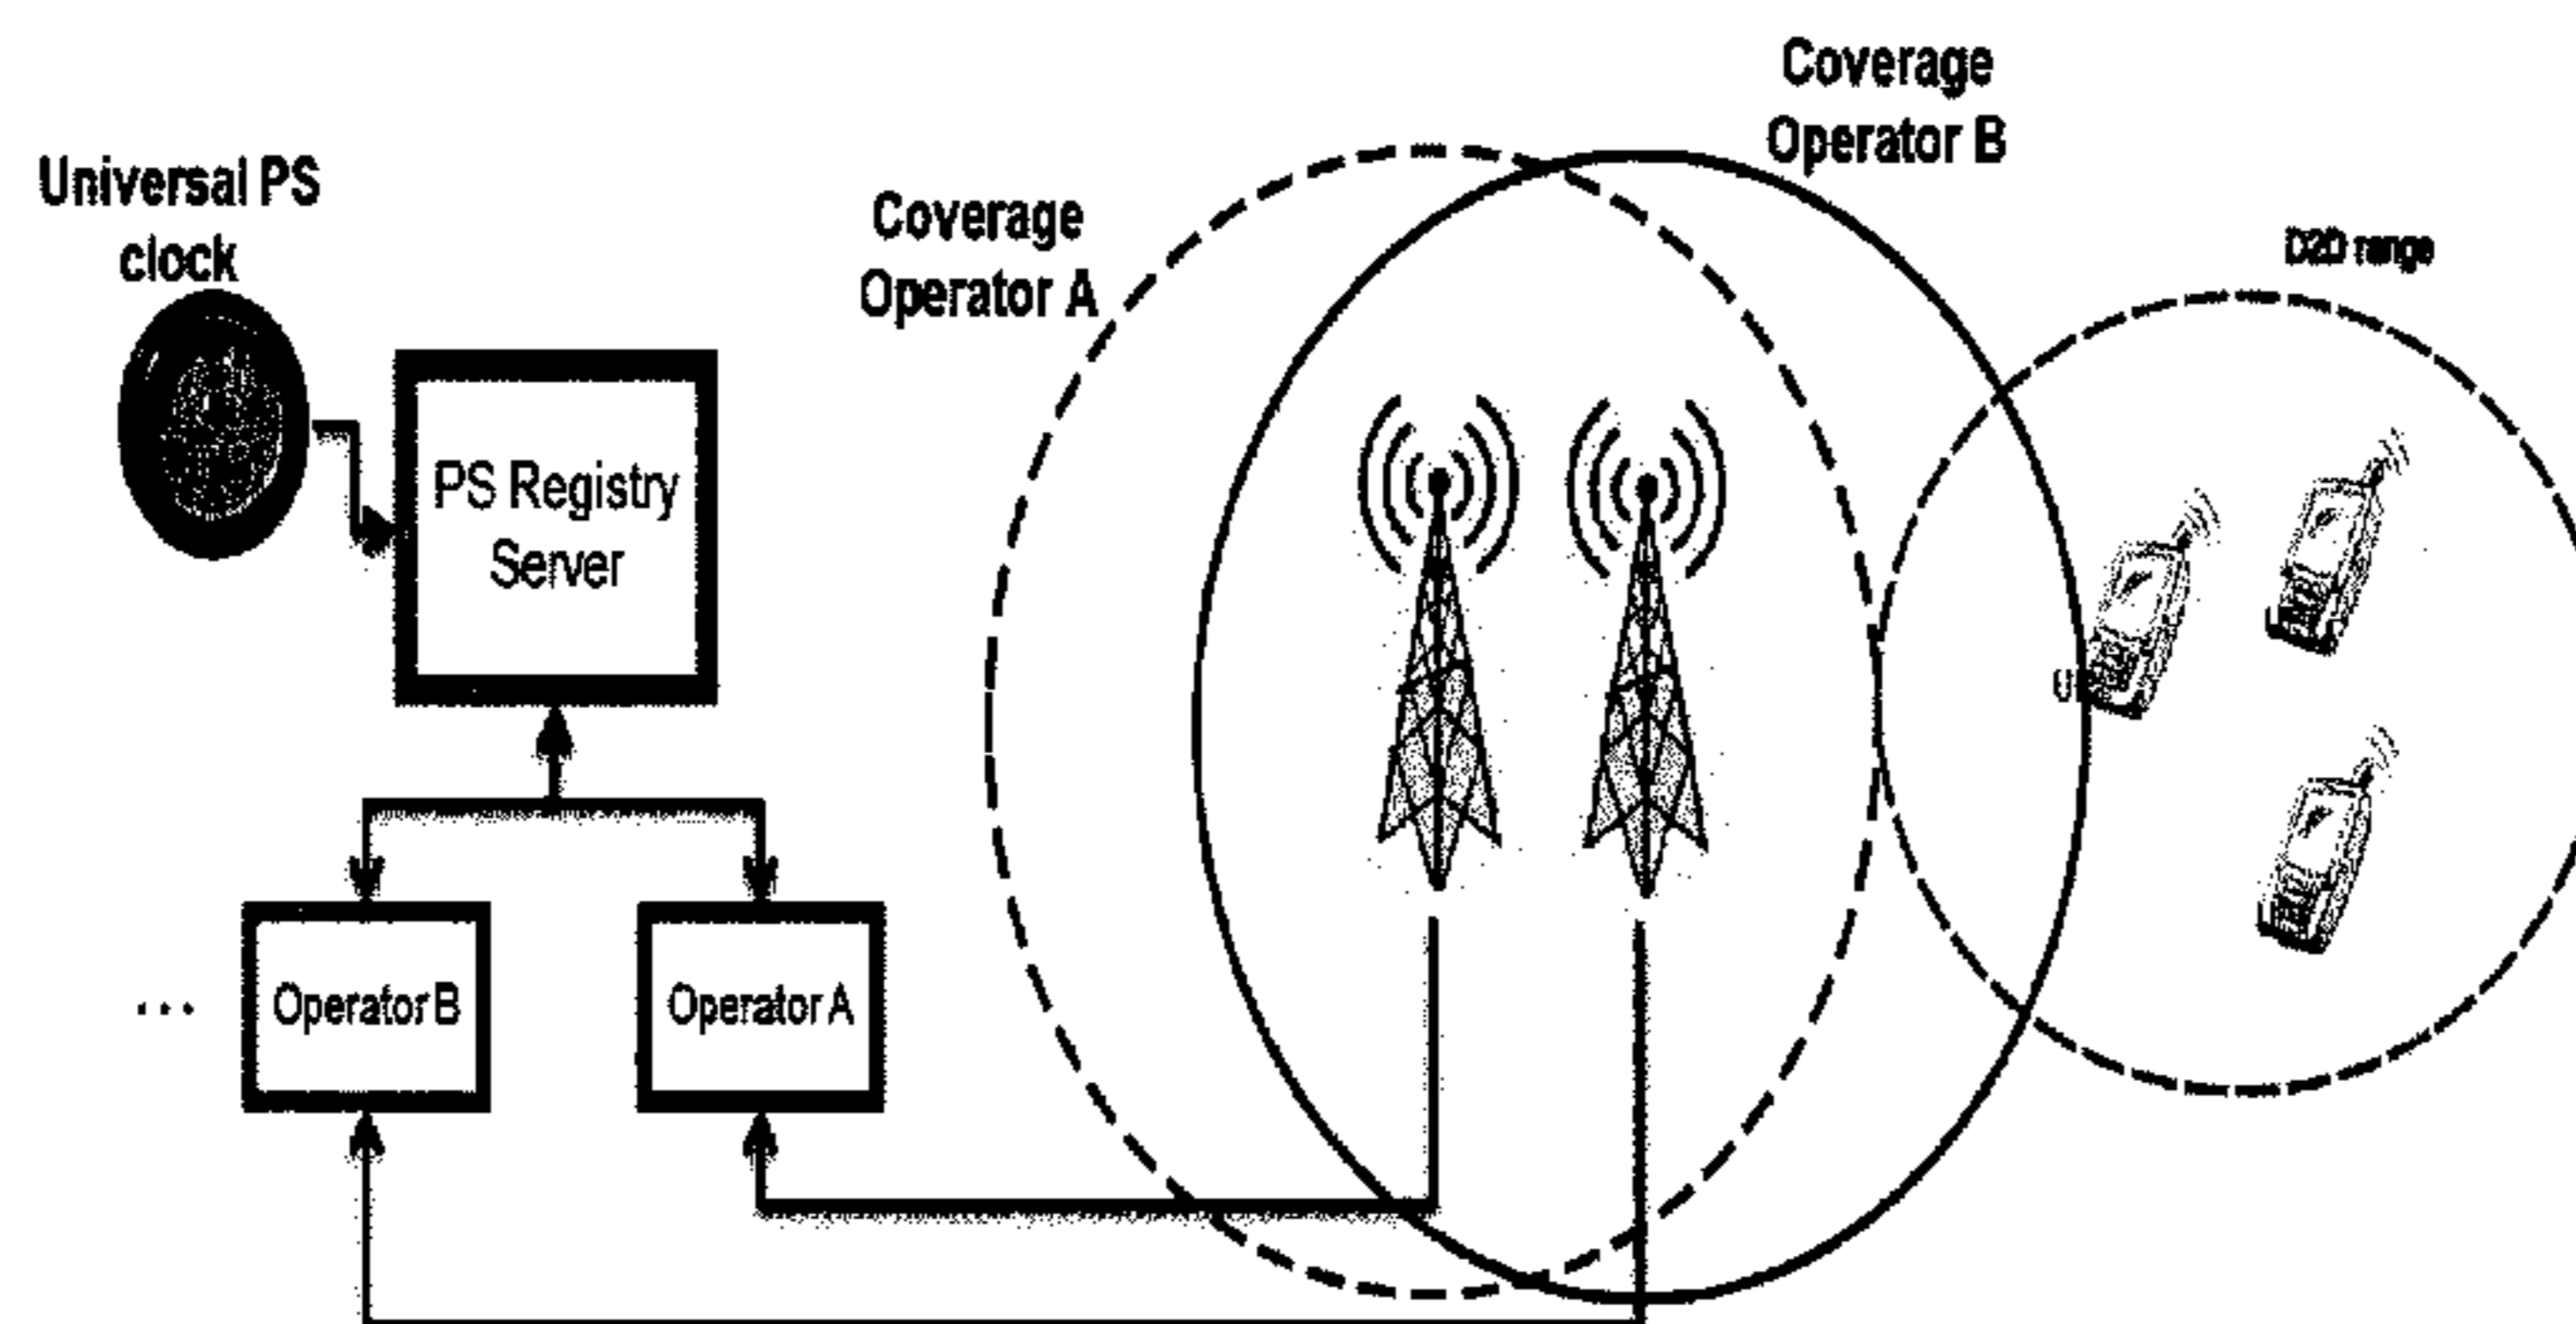 Coverage
Operator B
Universal PS
clock
Coverage
Operator A
D2D range
PS Registry
Server
...
Operator B
Operator A